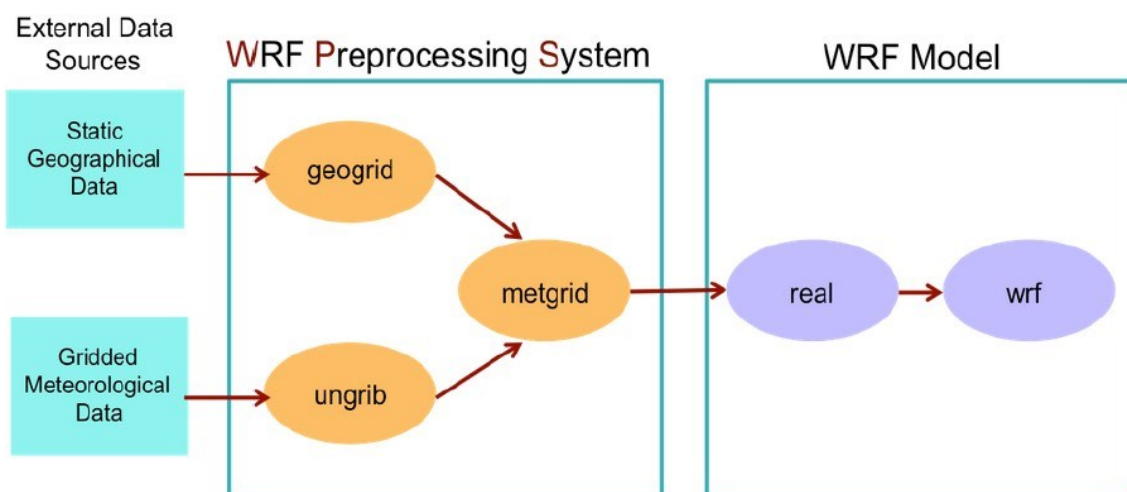 External Data
Sources
WRF Preprocessing System
WRF Model
Static
Geographical
Data
geogrid
metgrid
real
wrf
Gridded
Meteorological
Data
ungrib